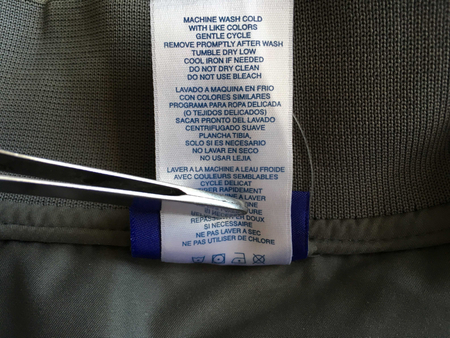 MACHINE WASH COLD
WITH LIKE COLORS
GENTLE CYCLE
REMOVE PROMPTLY AFTER WASH
TUMBLE DRY LOW
COOL IRON IF NEEDED
DO NOT DRY CLEAN
DO NOT USE BLEACH
LAVADO A MAQUINA EN FRIO
CON COLORES SIMILARES
PROGRAMA PARA ROPA DELICADA
(O TEJIDOS DELICADOS)
SACAR PRONTO DEL LAVADO
CENTRIFUGADO SUAVE
PLANCHA TIBIA,
SOLO SI ES NECESARIO
NO LAVAR EN SECO
NO USAR LEJIA
LAVER A LA MACHINE A L'EAU FROIDE
AVEC COULEURS SEMBLABLES
CYCLE DELICAT
RAPIDEMENT
A LAVER
DOUX
SI NECESSAIRE
NE PAS LAVER A SEC
NE PAS UTILISER DE CHLORE